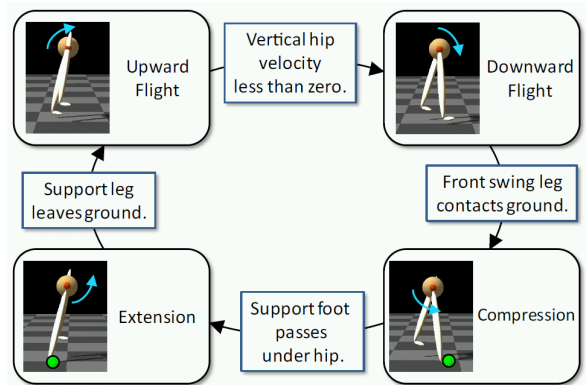 Upward
Flight
Vertical hip
velocity
less than zero.
Downward
Flight
Support leg
leaves ground.
Front swing leg
contacts ground.
Extension
Support foot
passes
under hip.
Compression